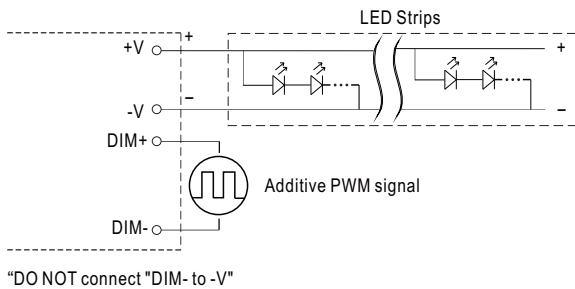 LED Strips
+V + +
-V – –
DIM+
Additive PWM signal
DIM-
“DO NOT connect "DIM- to -V"